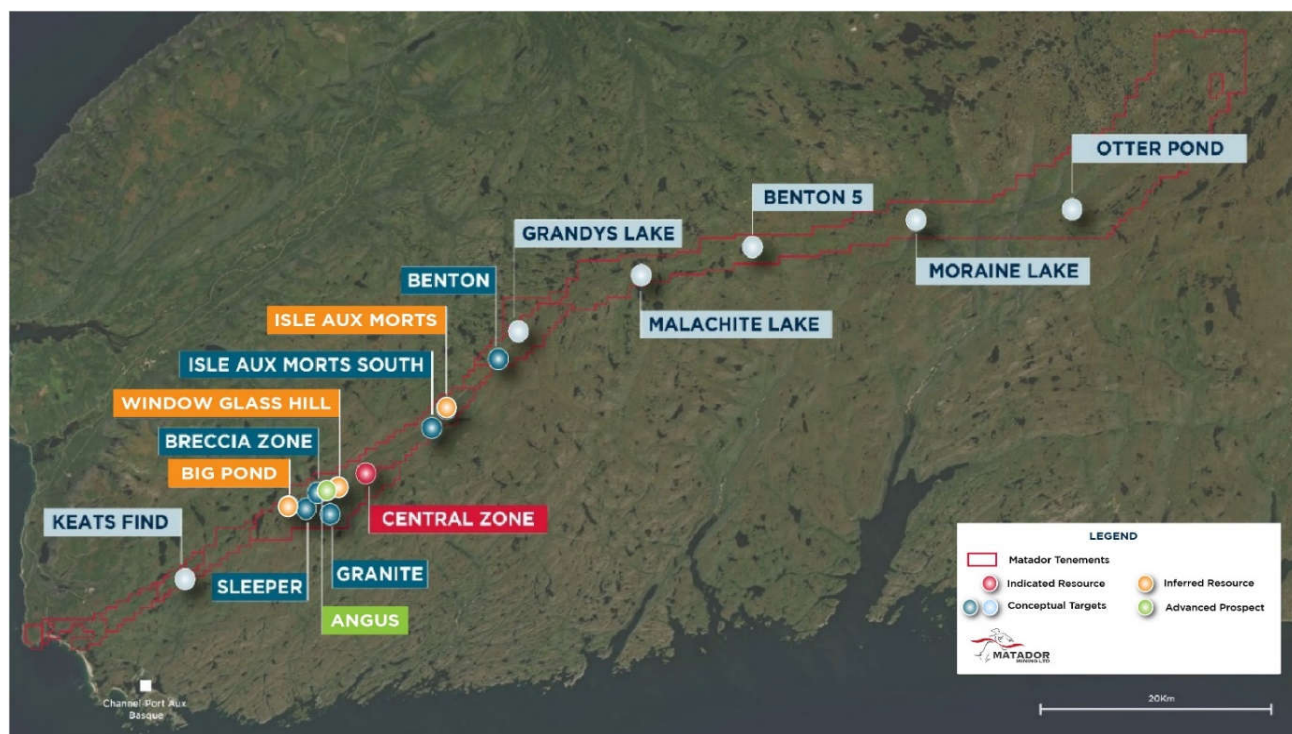 OTTER POND
BENTON 5
GRANDYS LAKE
MORAINE LAKE
BENTON
MALACHITE LAKE
ISLE AUX MORTS
ISLE AUX MORTS SOUTH
WINDOW GLASS HILL
BRECCIA ZONE
BIG POND
KEATS FIND
CENTRAL ZONE
SLEEPER
GRANITE
ANGUS
Channel-Port Aux
Basque
LEGEND
Matador Tenements
Indicated Resource
Inferred Resource
Conceptual Targets
Advanced Prospect
MATADOR
MINING LTD
20Km